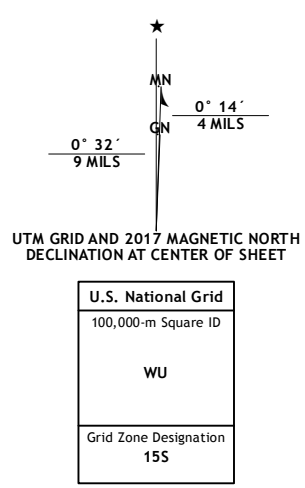 ★
MN
0° 14´
4 MILS
GN
0° 32´
9 MILS
UTM GRID AND 2017 MAGNETIC NORTH
DECLINATION AT CENTER OF SHEET
U.S. National Grid
100,000-m Square ID
WU
Grid Zone Designation
15S